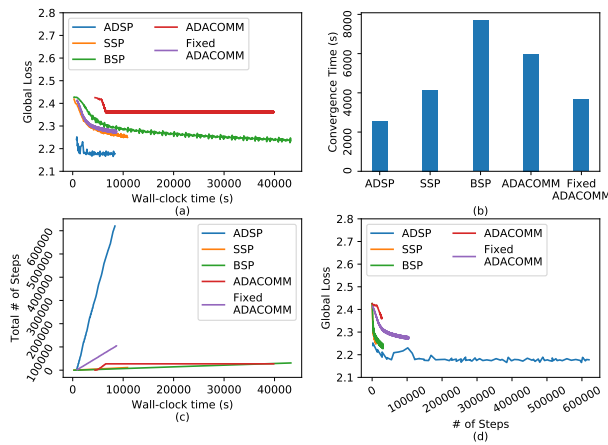 2.8
2.7
2.6
2.5
2.4
2.3
2.2
2.1
Global Loss
ADSP
SSP
BSP
ADACOMM
Fixed
ADACOMM
0 10000 20000 30000 40000
Wall-clock time (s)
(a)
8000
6000
4000
2000
0
Convergence Time (s)
ADSP SSP BSP ADACOMM Fixed
ADACOMM
(b)
600000
500000
400000
300000
200000
100000
0
Total # of Steps
ADSP
SSP
BSP
ADACOMM
Fixed
ADACOMM
0 10000 20000 30000 40000
Wall-clock time (s)
(c)
2.8
2.7
2.6
2.5
2.4
2.3
2.2
2.1
Global Loss
ADSP
SSP
BSP
ADACOMM
Fixed
ADACOMM
0 100000 200000 300000 400000 500000 600000
# of Steps
(d)